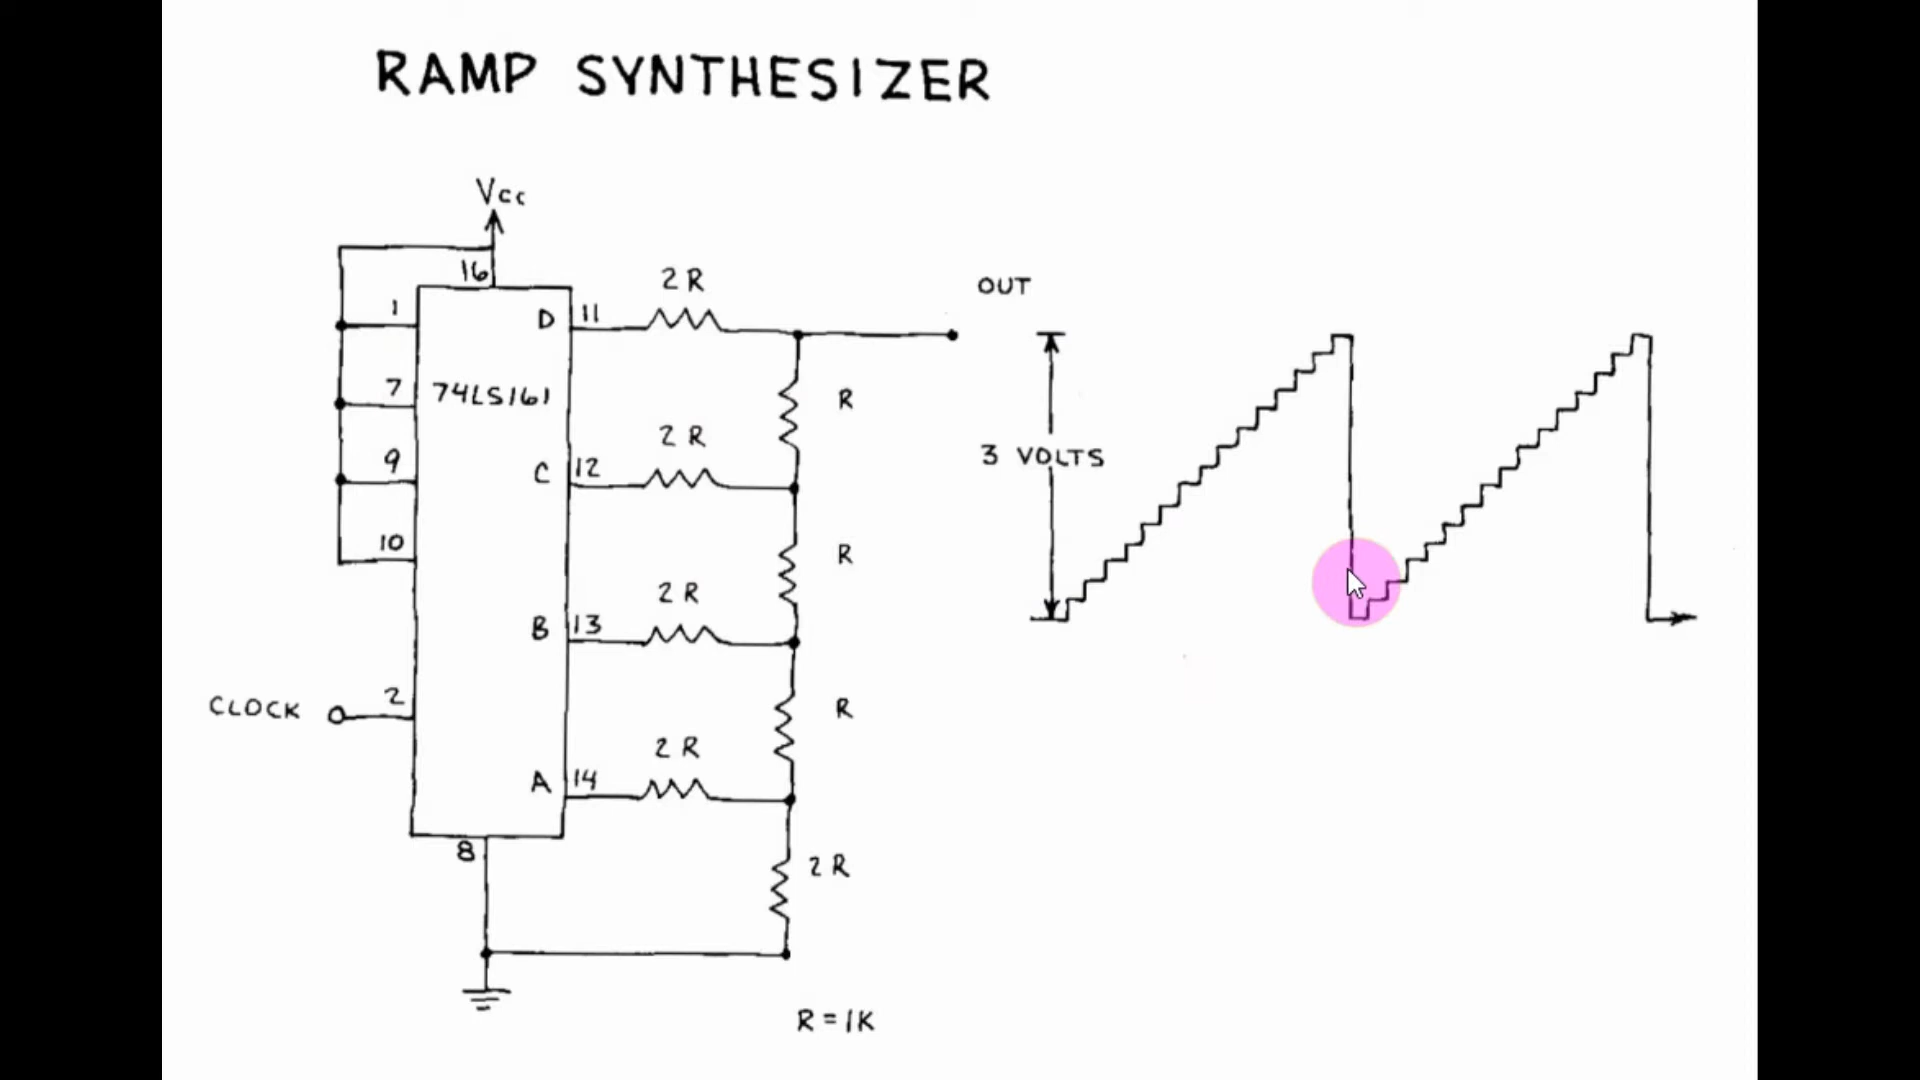 RAMP SYNTHESIZER
Vcc
16
2R
OUT
1
D
11
7
74LS161
R
3 VOLTS
2R
9
C
12
10
R
2R
B
13
CLOCK
2
R
2R
A
14
8
2R
R=1K